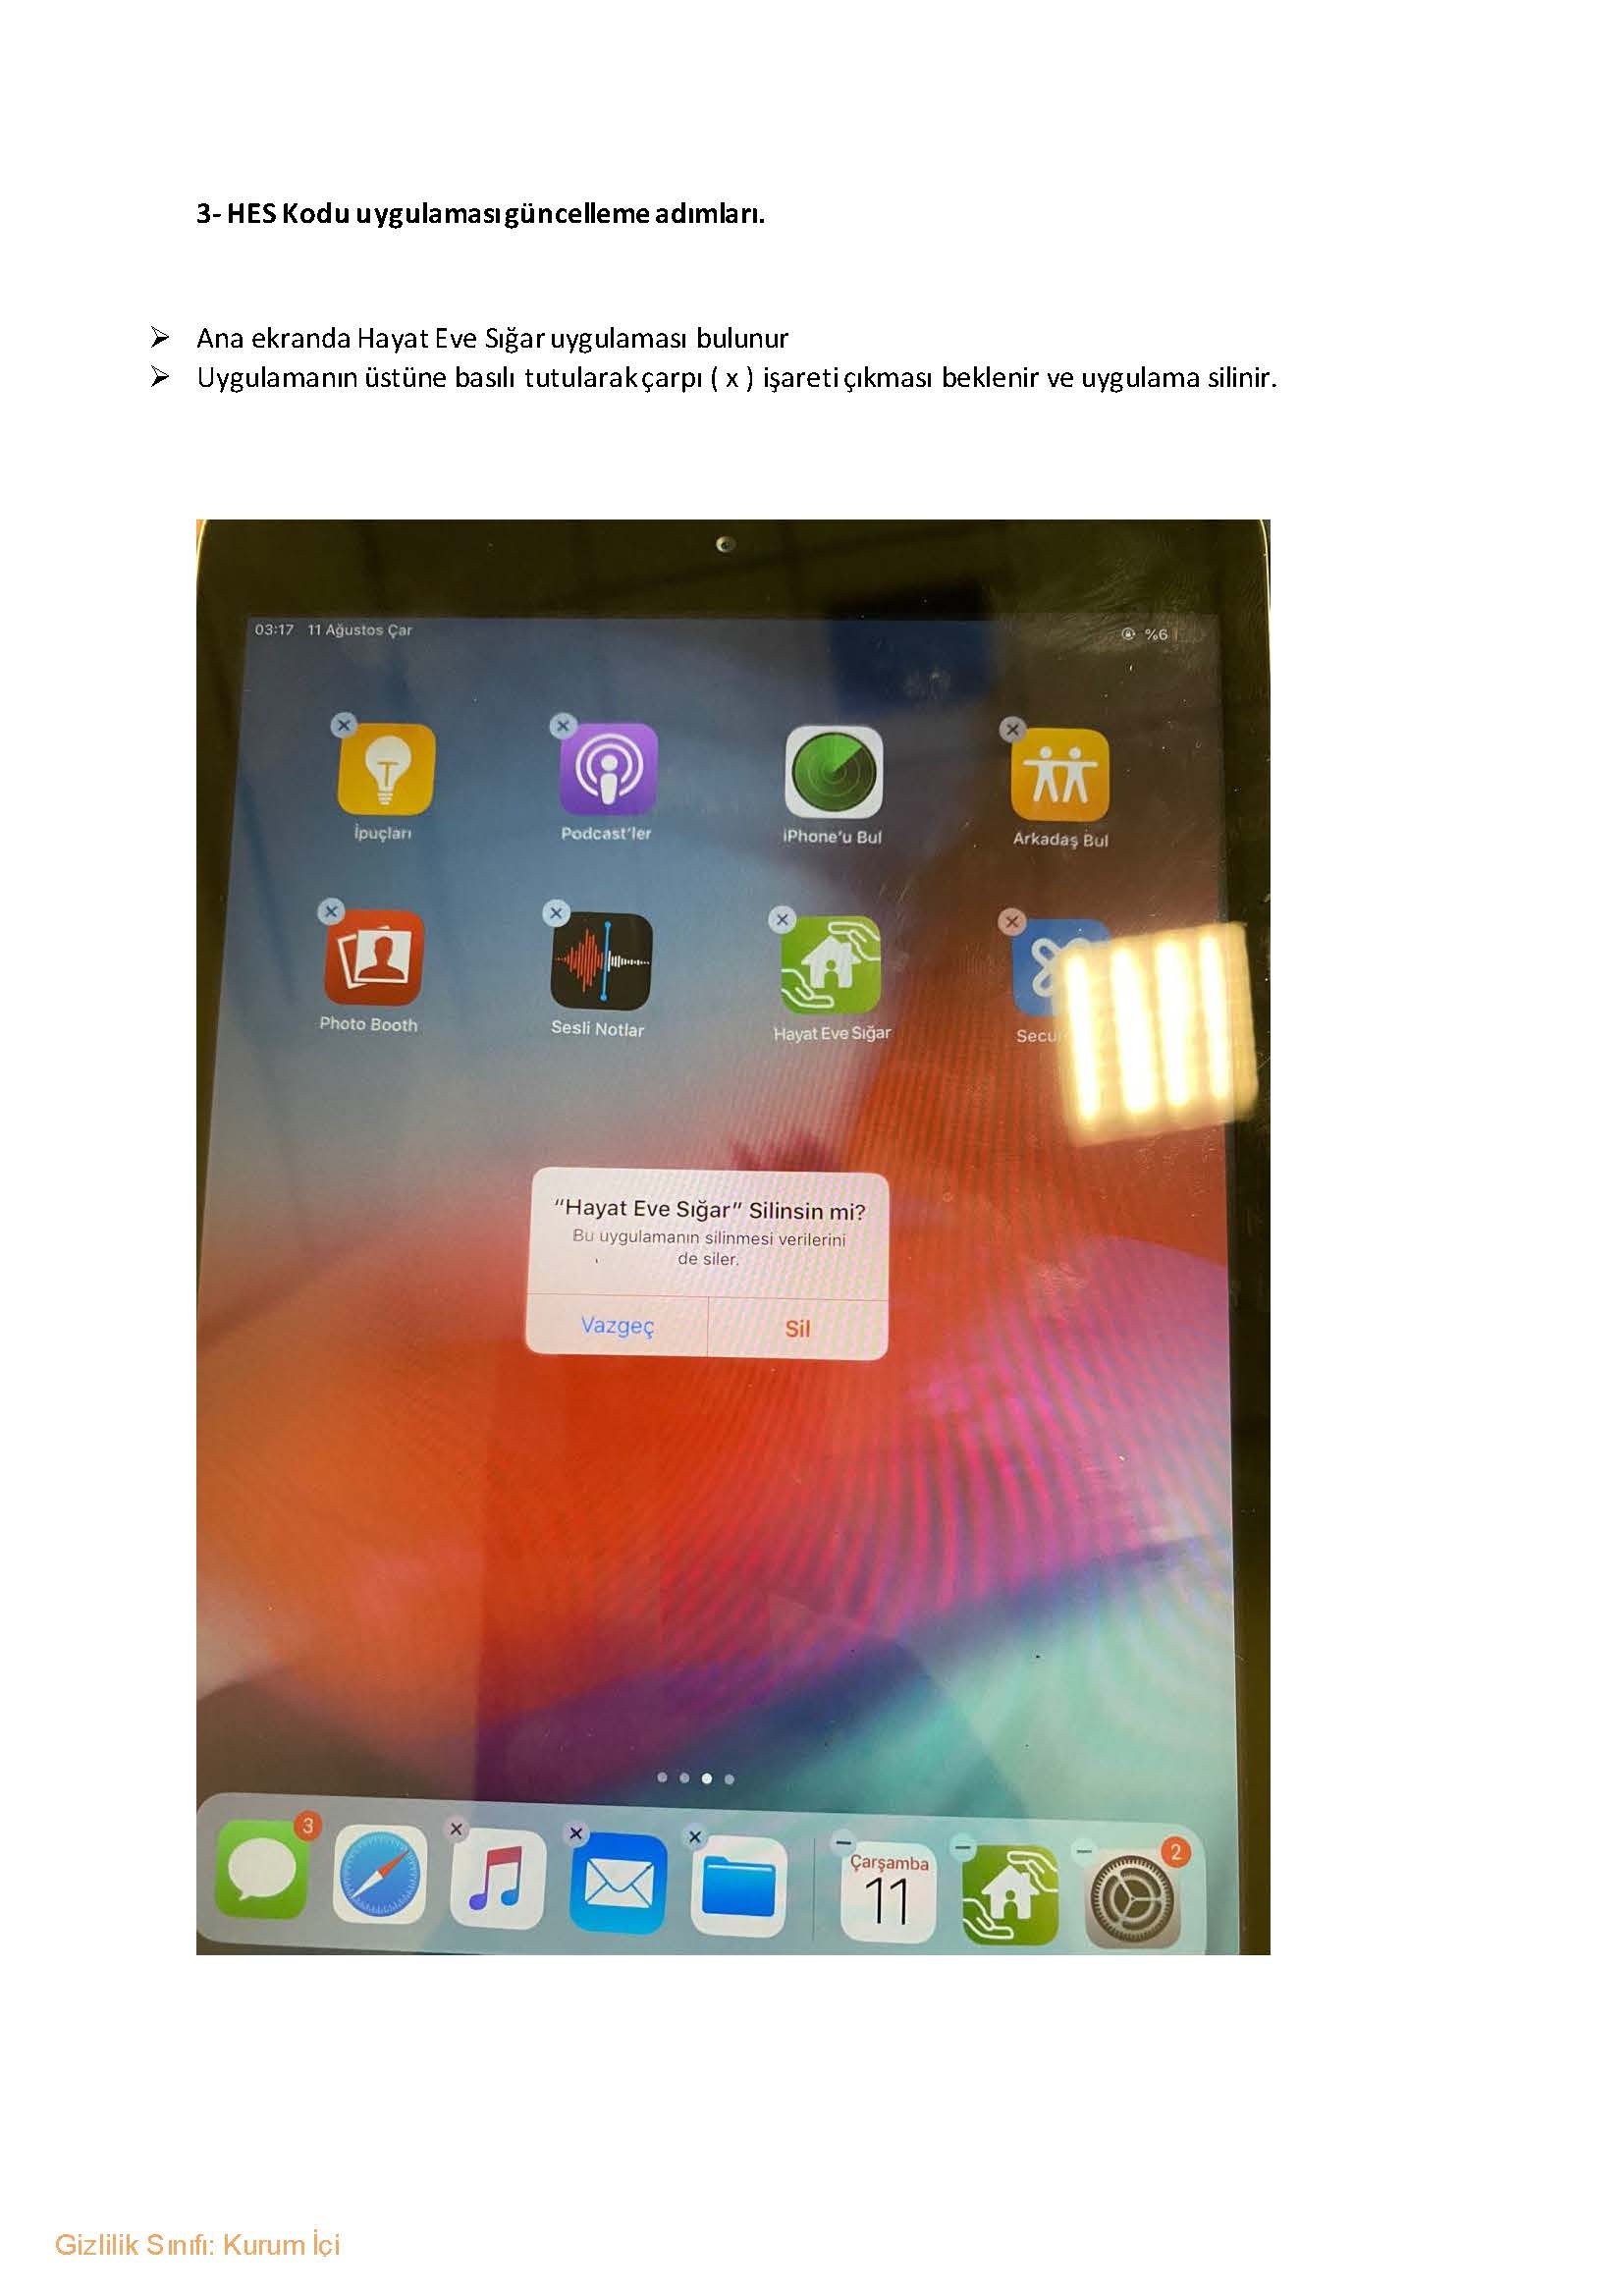 3- HES Kodu uygulaması güncelleme adımları.
➢ Ana ekranda Hayat Eve Sığar uygulaması bulunur
➢ Uygulamanın üstüne basılı tutularak çarpı ( x ) işareti çıkması beklenir ve uygulama silinir.
03:17 11 Ağustos Çar
%6
İpuçları
Podcast'ler
iPhone'u Bul
Arkadaş Bul
Photo Booth
Sesli Notlar
Hayat Eve Sığar
"Hayat Eve Sığar" Silinsin mi?
Bu uygulamanın silinmesi verilerini
de siler.
Vazgeç
Sil
3
Çarşamba
11
2
Gizlilik Sınıfı: Kurum İçi